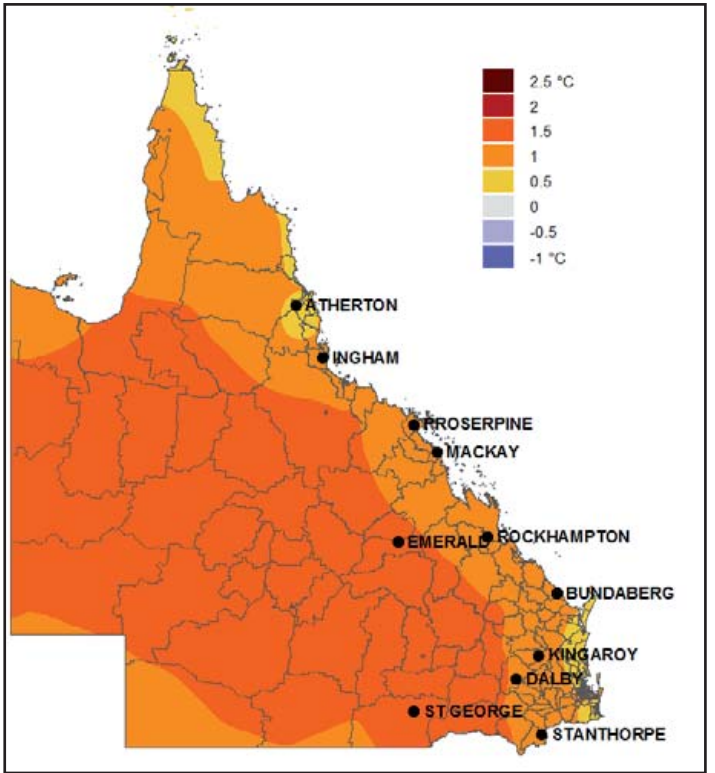 2.5 °C
2
1.5
1
0.5
0
-0.5
-1 °C
ATHERTON
INGHAM
PROSERPINE
MACKAY
ROCKHAMPTON
EMERALD
BUNDABERG
KINGAROY
DALBY
ST GEORGE
STANTHORPE